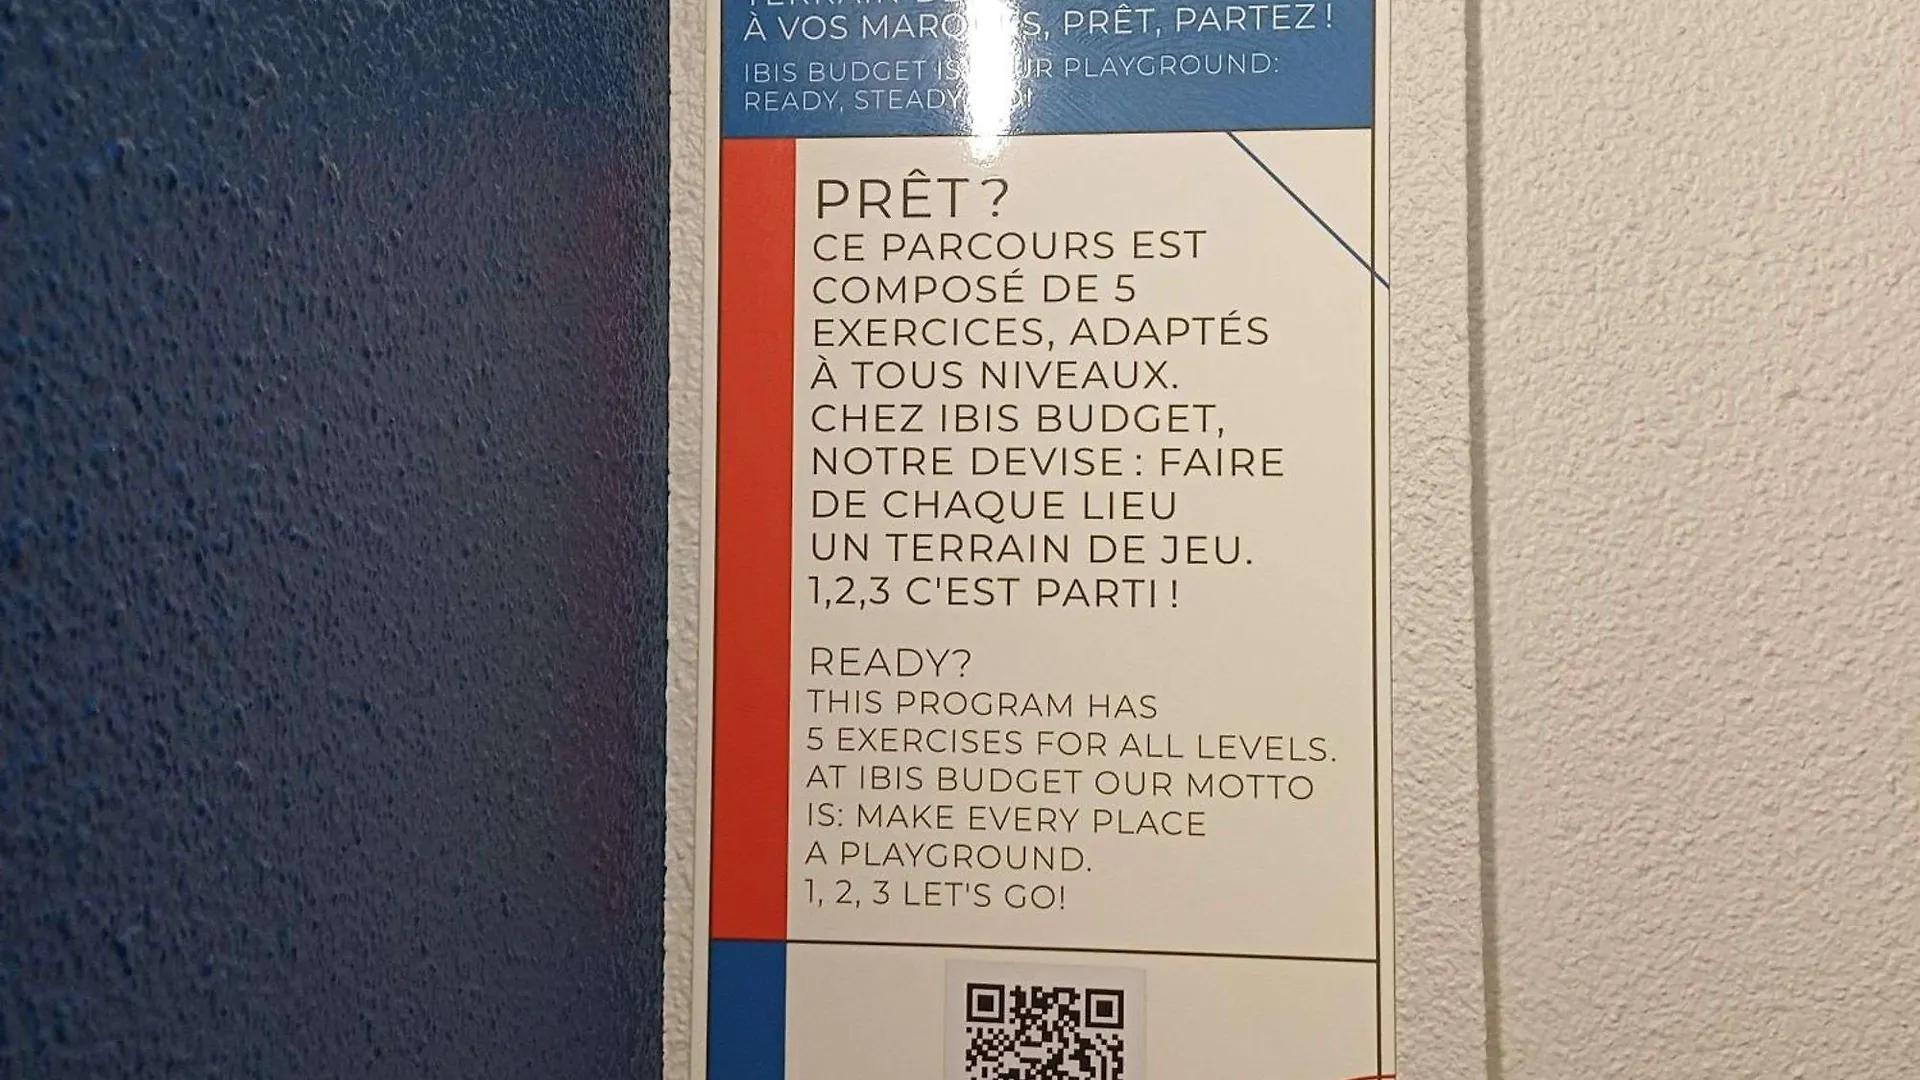 À VOS PRÊT, PARTEZ !
IBIS BUDGET PLAYGROUND:
READY, STEADY
PRÊT ?
CE PARCOURS EST
COMPOSÉ DE 5
EXERCICES, ADAPTÉS
À TOUS NIVEAUX.
CHEZ IBIS BUDGET,
NOTRE DEVISE : FAIRE
DE CHAQUE LIEU
UN TERRAIN DE JEU.
1,2,3 C'EST PARTI !
READY?
THIS PROGRAM HAS
5 EXERCISES FOR ALL LEVELS.
AT IBIS BUDGET OUR MOTTO
IS: MAKE EVERY PLACE
A PLAYGROUND.
1, 2, 3 LET'S GO!